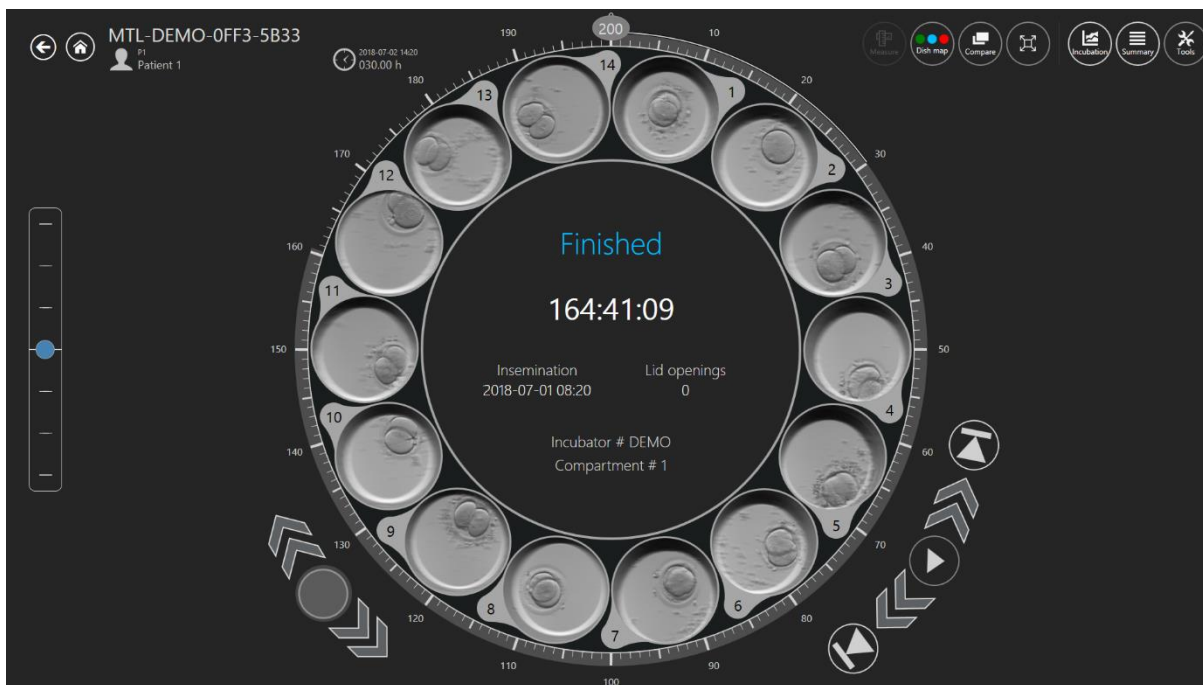 MTL-DEMO-0FF3-5B33
P1
Patient 1
2018-07-02 14:20
030.00 h
Measure
Dish map
Compare
Incubation
Summary
Tools
200
10
20
30
40
50
60
70
80
90
100
110
120
130
140
150
160
170
180
190
1
2
3
4
5
6
7
8
9
10
11
12
13
14
Finished
164:41:09
Insemination Lid openings
2018-07-01 08:20 0
Incubator # DEMO
Compartment # 1